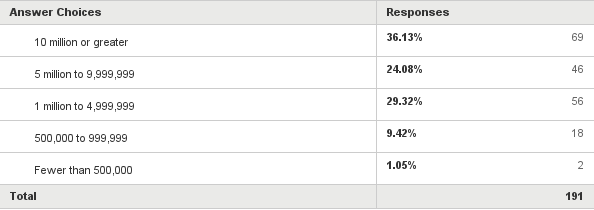 Answer Choices Responses
10 million or greater 36.13% 69
5 million to 9,999,999 24.08% 46
1 million to 4,999,999 29.32% 56
500,000 to 999,999 9.42% 18
Fewer than 500,000 1.05% 2
Total 191